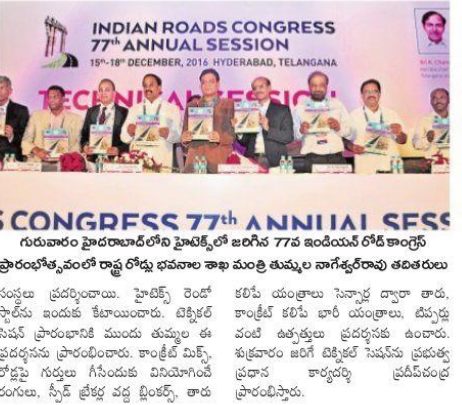 INDIAN ROADS CONGRESS
77th ANNUAL SESSION
15th-18th DECEMBER, 2016 HYDERABAD, TELANGANA
TECHNICAL SESSION
S CONGRESS 77th ANNUAL SESS
గురువారం హైదరాబాద్‌లోని హైటెక్స్‌లో జరిగిన 77వ ఇండియన్ రోడ్ కాంగ్రెస్
ప్రారంభోత్సవంలో రాష్ట్ర రోడ్లు భవనాల శాఖ మంత్రి తుమ్మల నాగేశ్వర్‌రావు తదితరులు
సంస్థలు ప్రదర్శించాయి. హైటెక్స్ రెండో
స్టాల్‌ను ఇందుకు కేటాయించారు. టెక్నికల్
సెషన్ ప్రారంభానికి ముందు తుమ్మల ఈ
ప్రదర్శనను ప్రారంభించారు. కాంక్రీట్ మిక్స్,
రోడ్లపై గుర్తులు గీసేందుకు వినియోగించే
రంగులు, స్పీడ్ బ్రేకర్ల వద్ద బ్లింకర్స్, తారు
కలిపే యంత్రాలు సెన్సార్ల ద్వారా తారు,
కాంక్రీట్ కలిపే భారీ యంత్రాలు, టిప్పర్లు
వంటి ఉత్పత్తులు ప్రదర్శనకు ఉంచారు.
శుక్రవారం జరిగే టెక్నికల్ సెషన్‌ను ప్రభుత్వ
ప్రధాన కార్యదర్శి ప్రదీప్‌చంద్ర
ప్రారంభిస్తారు.